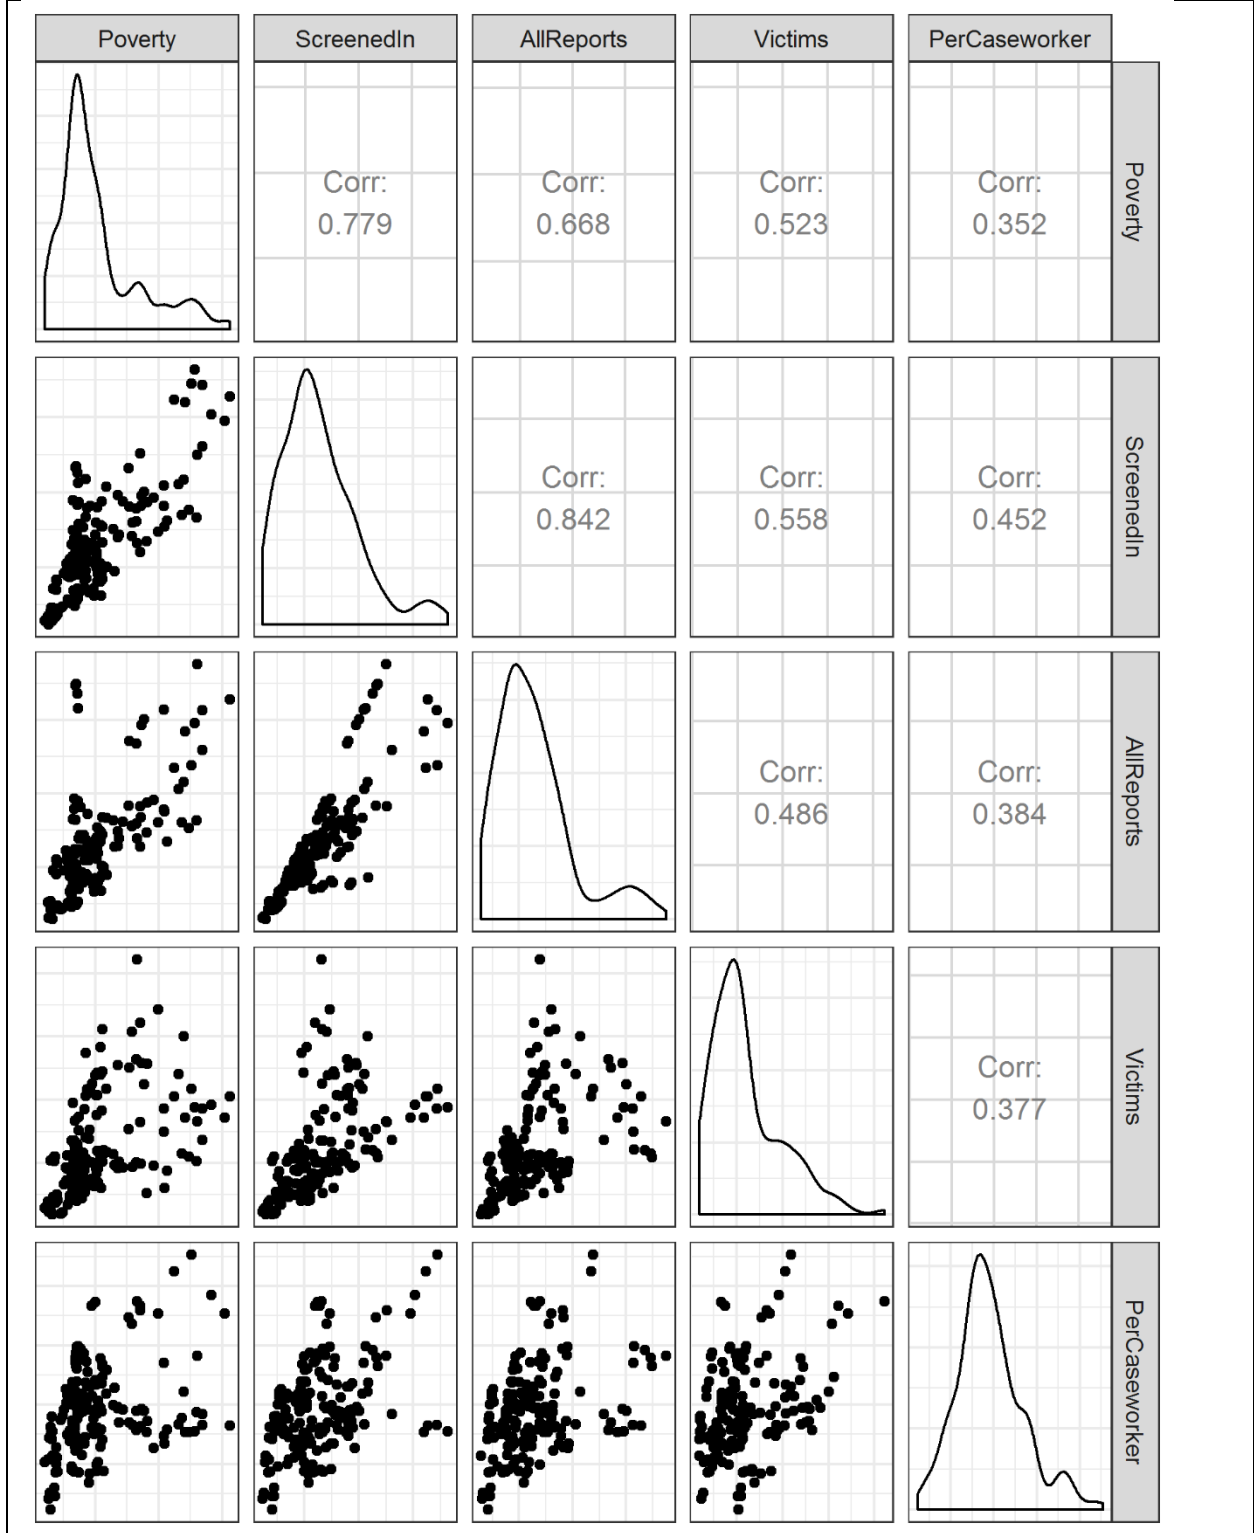 Poverty
ScreenedIn
AllReports
Victims
PerCaseworker
Corr:
0.779
Corr:
0.668
Corr:
0.523
Corr:
0.352
Poverty
Corr:
0.842
Corr:
0.558
Corr:
0.452
ScreenedIn
Corr:
0.486
Corr:
0.384
AllReports
Corr:
0.377
Victims
PerCaseworker